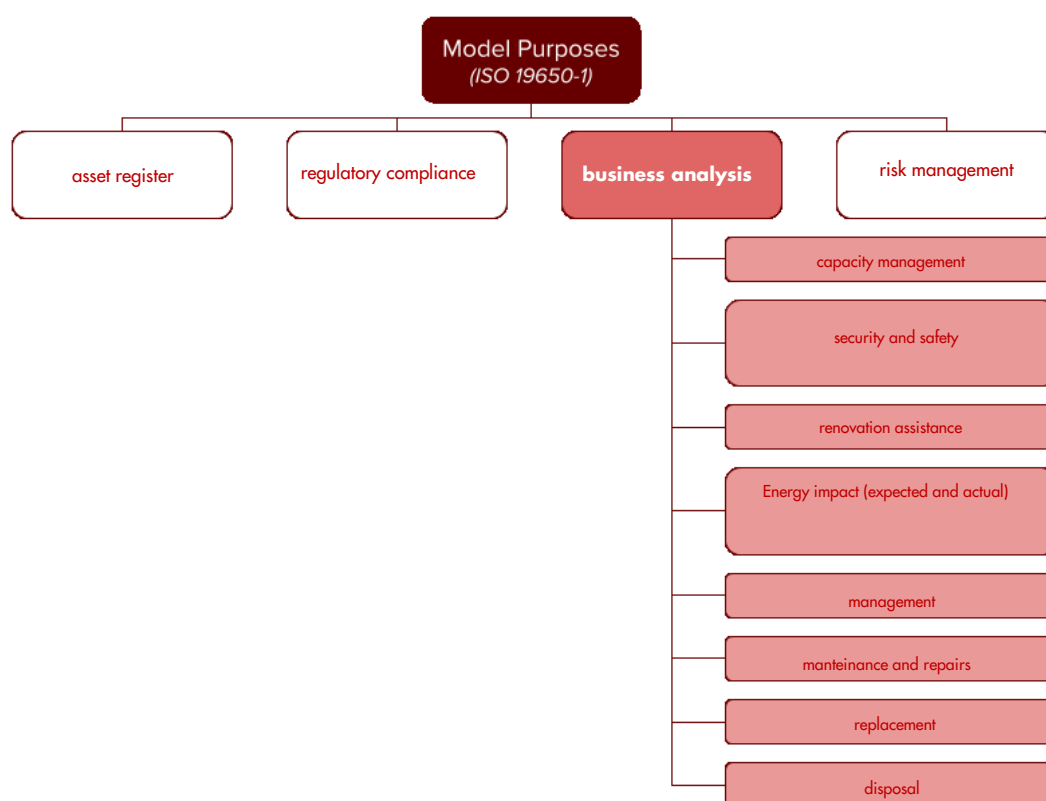 Model Purposes
(ISO 19650-1)
asset register
regulatory compliance
business analysis
risk management
capacity management
security and safety
renovation assistance
Energy impact (expected and actual)
management
manteinance and repairs
replacement
disposal